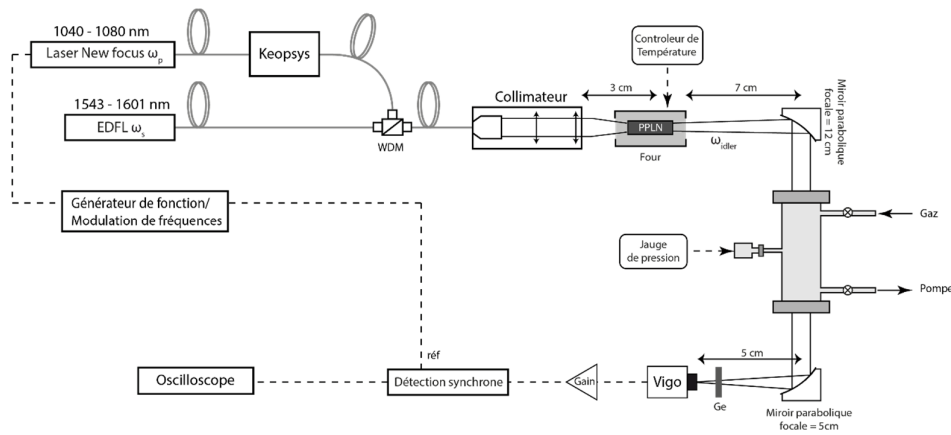 1040 - 1080 nm
Laser New focus ωp
Keopsys
1543 - 1601 nm
EDFL ωs
WDM
Collimateur
3 cm
Controleur de
Température
7 cm
PPLN
Four
ωidler
Miroir parabolique
focale = 12 cm
Générateur de fonction/
Modulation de fréquences
Gaz
Jauge
de pression
Pompe
réf
5 cm
Oscilloscope
Détection synchrone
Gain
Vigo
Ge
Miroir parabolique
focale = 5cm